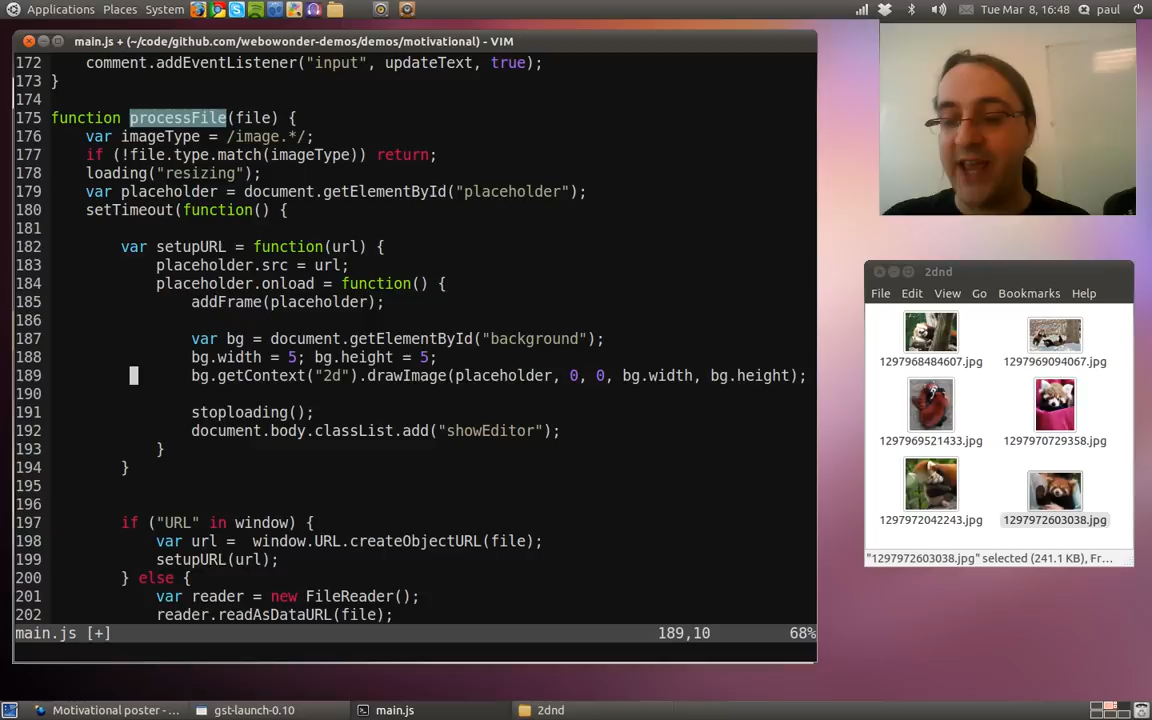 Applications Places System
Tue Mar 8, 16:48 paul
main.js + (~/code/github.com/webowonder-demos/demos/motivational) - VIM
172 comment.addEventListener("input", updateText, true);
173 }
174
175 function processFile(file) {
176 var imageType = /image.*/;
177 if (!file.type.match(imageType)) return;
178 loading("resizing");
179 var placeholder = document.getElementById("placeholder");
180 setTimeout(function() {
181
182 var setupURL = function(url) {
183 placeholder.src = url;
184 placeholder.onload = function() {
185 addFrame(placeholder);
186
187 var bg = document.getElementById("background");
188 bg.width = 5; bg.height = 5;
189 bg.getContext("2d").drawImage(placeholder, 0, 0, bg.width, bg.height);
190
191 stoploading();
192 document.body.classList.add("showEditor");
193 }
194 }
195
196
197 if ("URL" in window) {
198 var url = window.URL.createObjectURL(file);
199 setupURL(url);
200 } else {
201 var reader = new FileReader();
202 reader.readAsDataURL(file);
main.js [+] 189,10 68%
2dnd
File Edit View Go Bookmarks Help
1297968484607.jpg 1297969094067.jpg
1297969521433.jpg 1297970729358.jpg
1297972042243.jpg 1297972603038.jpg
"1297972603038.jpg" selected (241.1 KB), Fr...
Motivational poster - ... gst-launch-0.10 main.js 2dnd